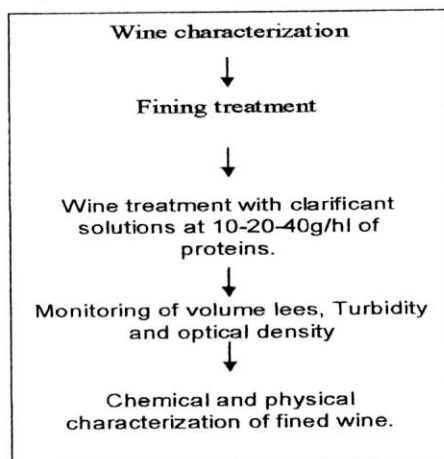 Wine characterization
Fining treatment
Wine treatment with clarificant
solutions at 10-20-40g/hl of
proteins.
Monitoring of volume lees, Turbidity
and optical density
Chemical and physical
characterization of fined wine.